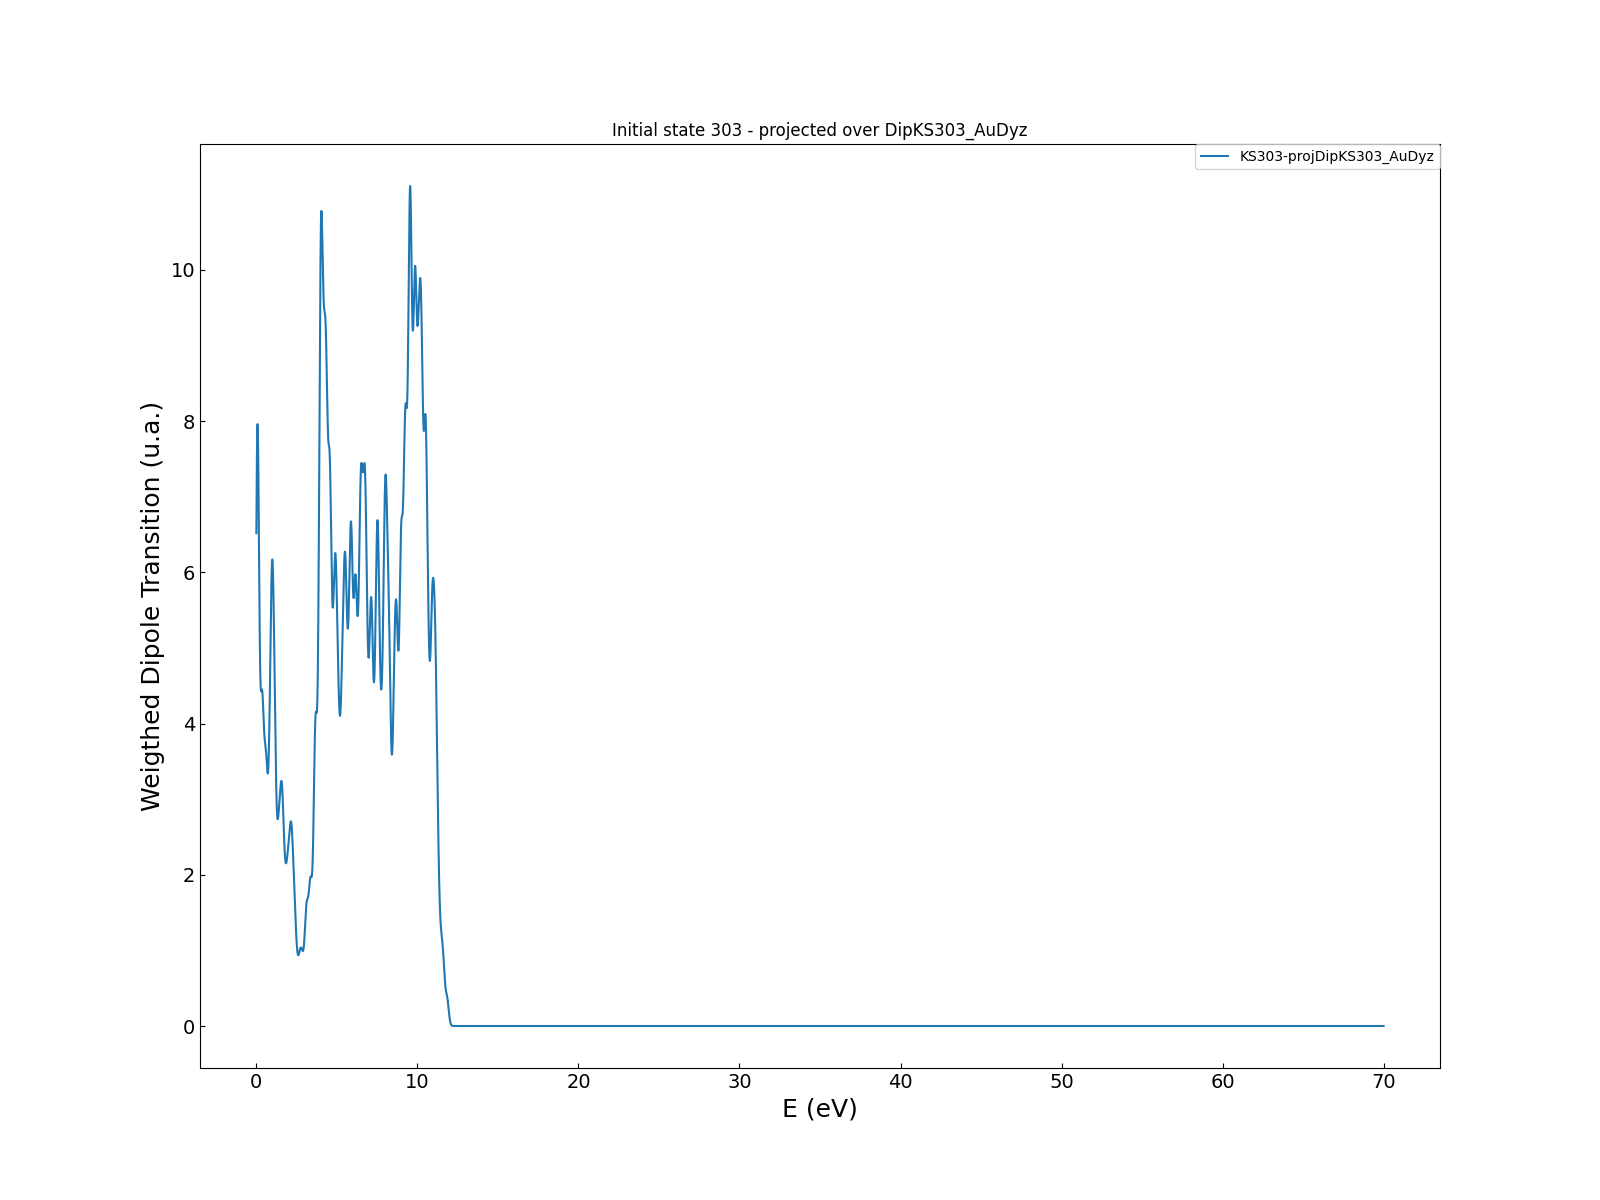 Initial state 303 - projected over DipKS303_AuDyz
KS303-projDipKS303_AuDyz
Weigthed Dipole Transition (u.a.)
10
8
6
4
2
0
0 10 20 30 40 50 60 70
E (eV)